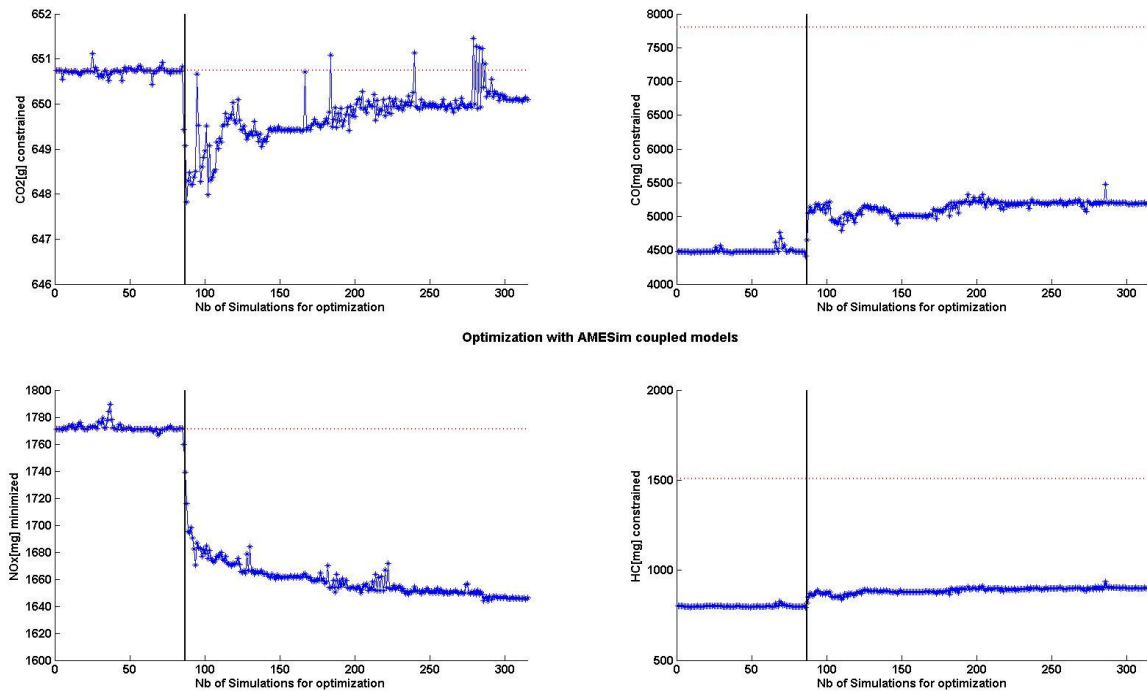 652
651
650
649
648
647
646
0 50 100 150 200 250 300
CO2[g] constrained
Nb of Simulations for optimization
8000
7500
7000
6500
6000
5500
5000
4500
4000
0 50 100 150 200 250 300
CO[mg] constrained
Nb of Simulations for optimization
Optimization with AMESim coupled models
1800
1780
1760
1740
1720
1700
1680
1660
1640
1620
1600
0 50 100 150 200 250 300
NOx[mg] minimized
Nb of Simulations for optimization
2000
1500
1000
500
0 50 100 150 200 250 300
HC[mg] constrained
Nb of Simulations for optimization